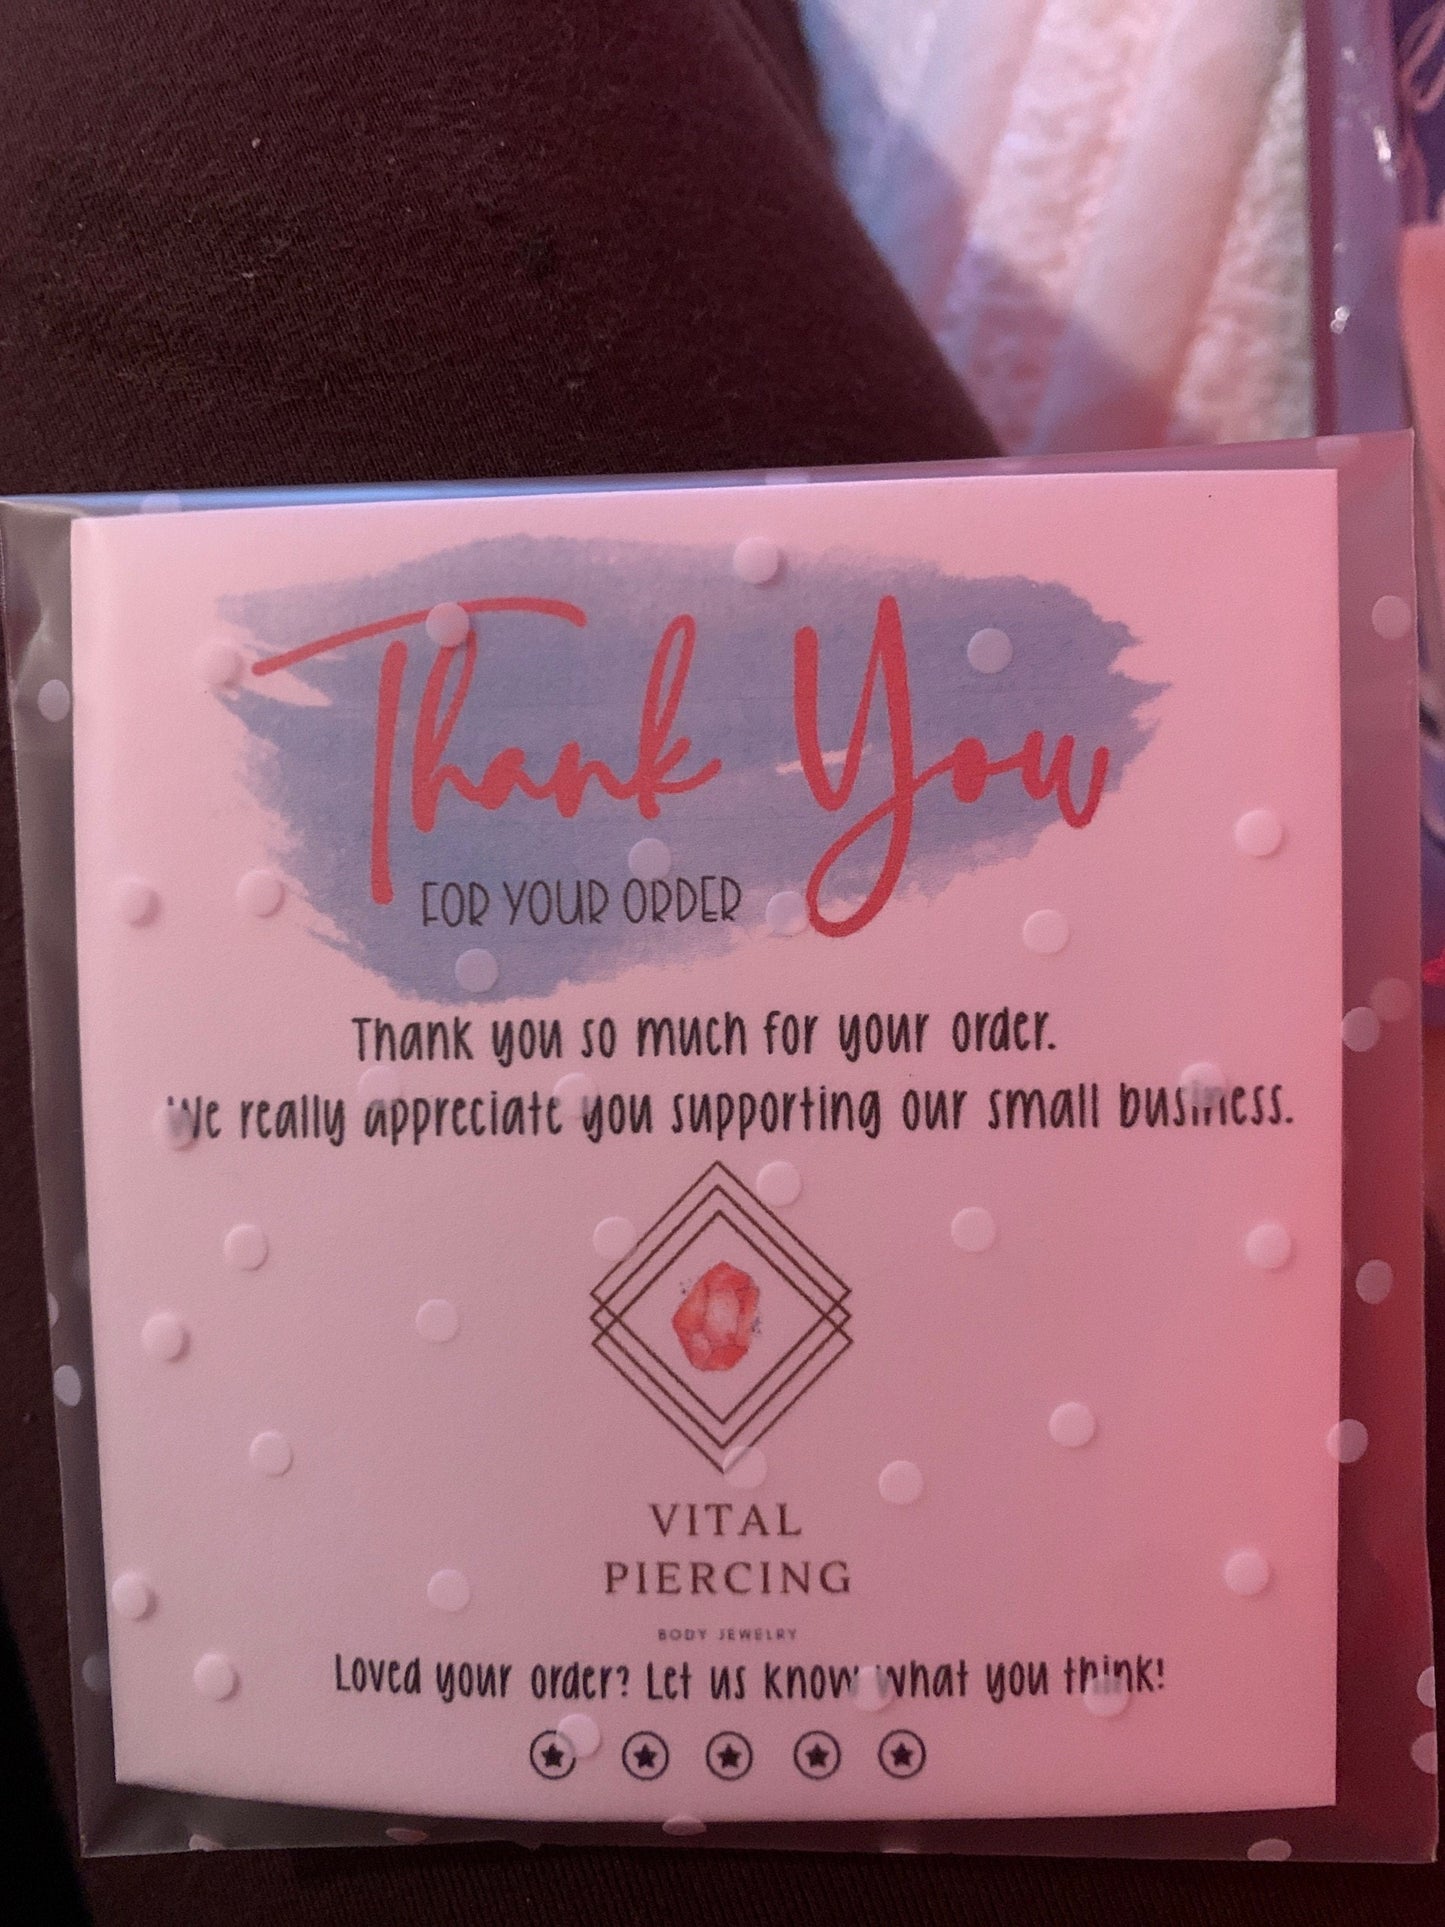 Thank You
FOR YOUR ORDER
Thank you so much for your order.
We really appreciate you supporting our small business.
VITAL
PIERCING
BODY JEWELRY
Loved your order? Let us know what you think!